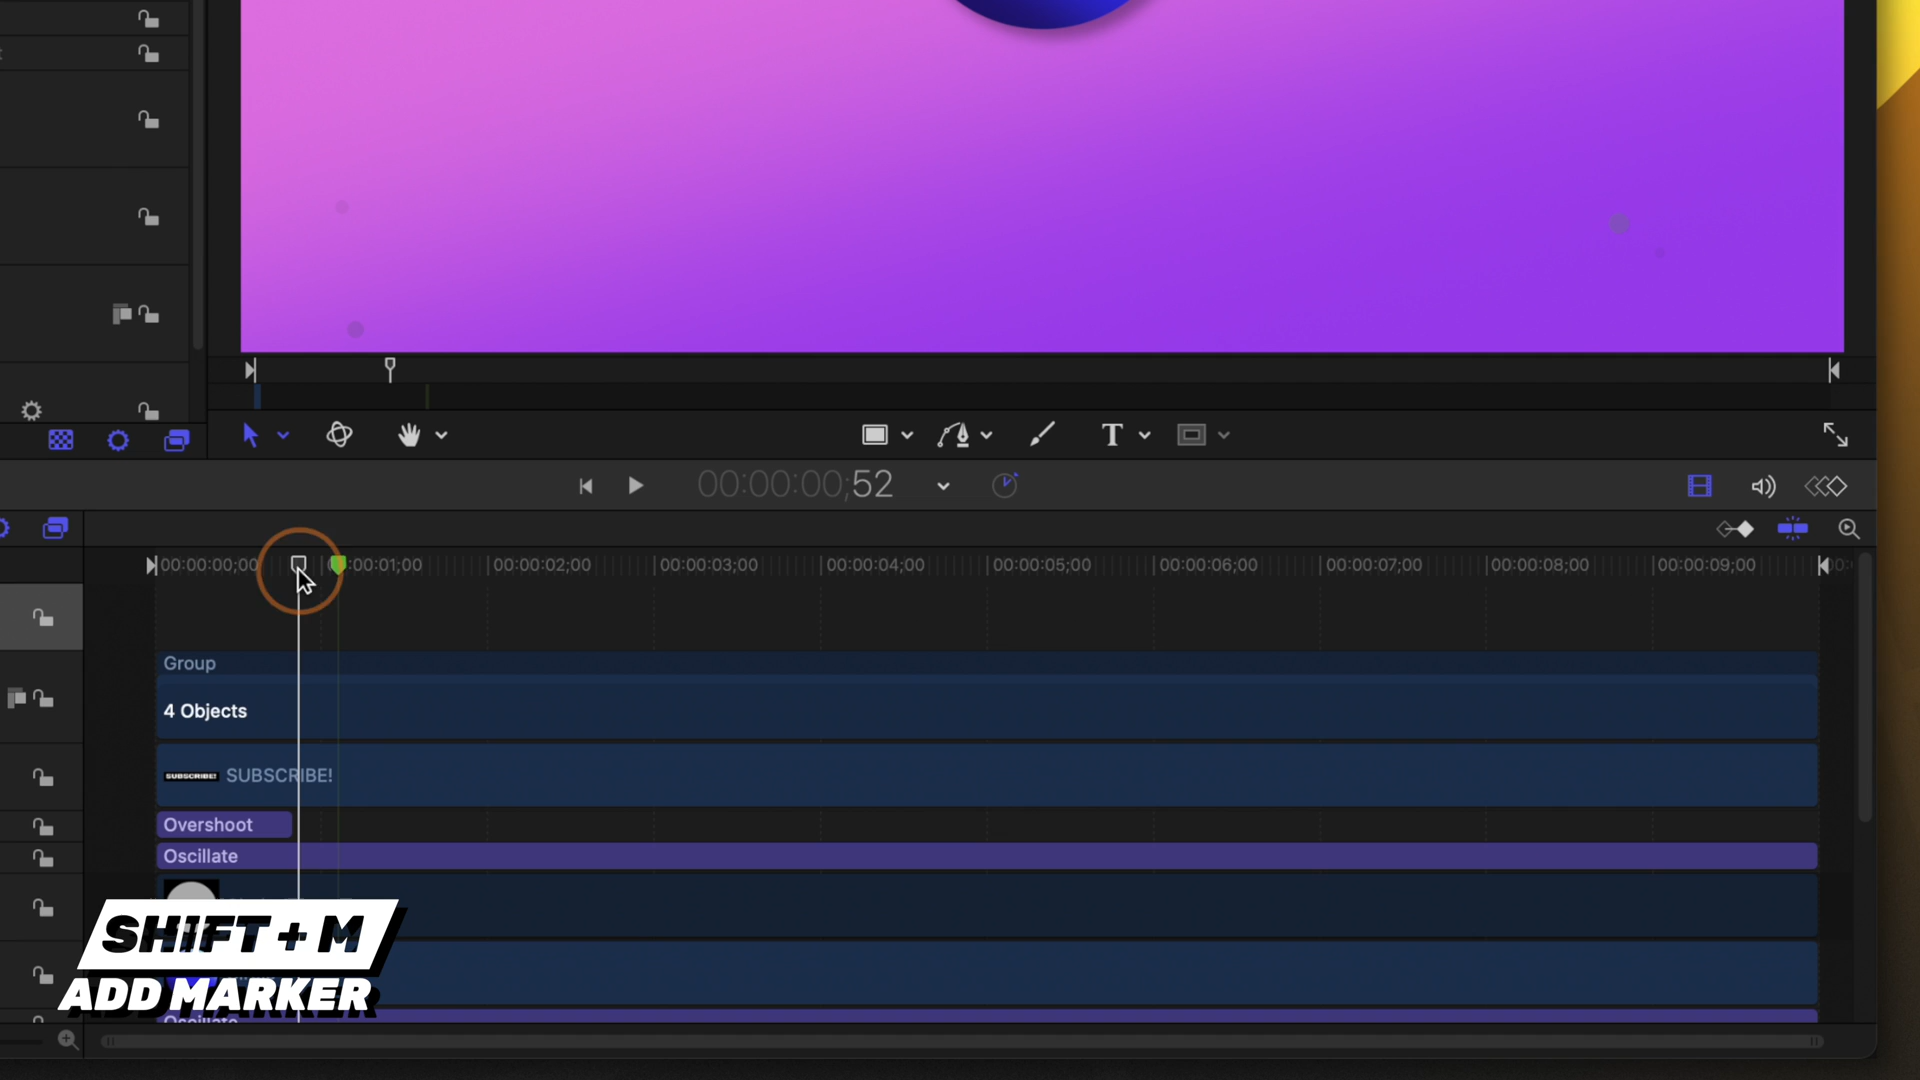 T
00:00:00;52
00:00:00;00
:00:01;00
00:00:02;00
00:00:03;00
00:00:04;00
00:00:05;00
00:00:06;00
00:00:07;00
00:00:08;00
00:00:09;00
Group
4 Objects
SUBSCRIBE! SUBSCRIBE!
Overshoot
Oscillate
SHIFT + M
ADD MARKER
Oscillate